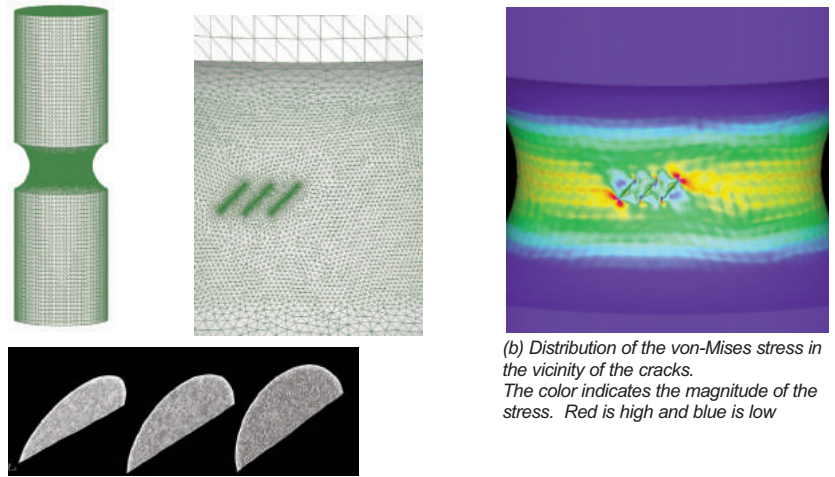 (b) Distribution of the von-Mises stress in
the vicinity of the cracks.
The color indicates the magnitude of the
stress. Red is high and blue is low